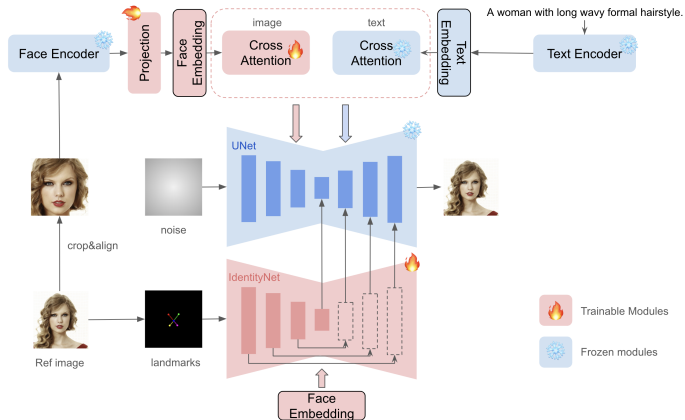 A woman with long wavy formal hairstyle.
Face Encoder
Projection
Face
Embedding
image
Cross
Attention
text
Cross
Attention
Text
Embedding
Text Encoder
UNet
noise
crop&align
IdentityNet
Ref image
landmarks
Face
Embedding
Trainable Modules
Frozen modules